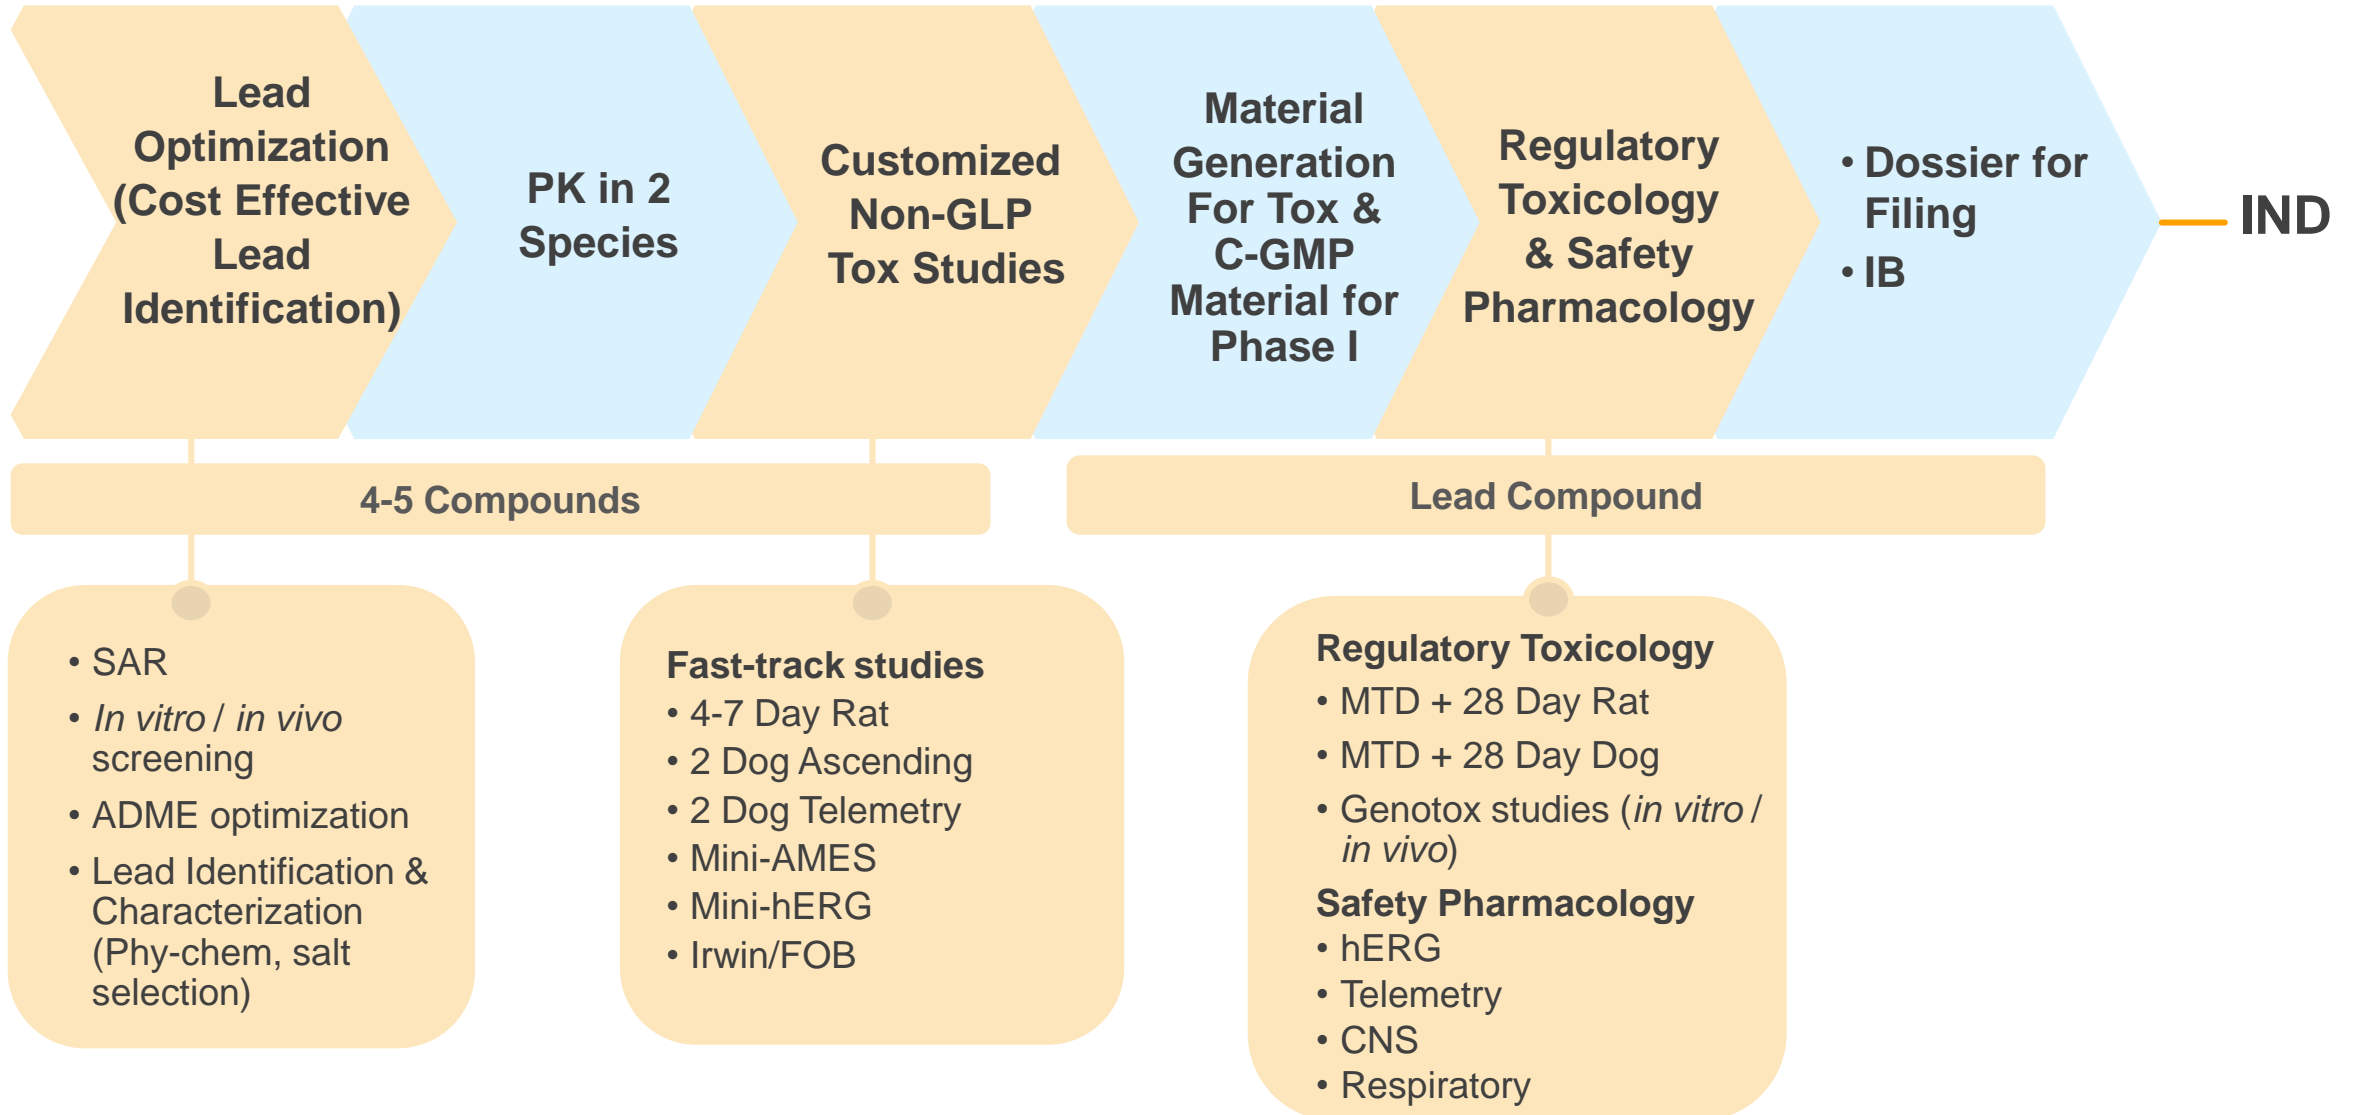 Lead
Optimization
(Cost Effective
Lead
Identification)
PK in 2
Species
Customized
Non-GLP
Tox Studies
Material
Generation
For Tox &
C-GMP
Material for
Phase I
Regulatory
Toxicology
& Safety
Pharmacology
• Dossier for
Filing
• IB
IND
4-5 Compounds
Lead Compound
• SAR
• In vitro / in vivo
screening
• ADME optimization
• Lead Identification &
Characterization
(Phy-chem, salt
selection)
Fast-track studies
• 4-7 Day Rat
• 2 Dog Ascending
• 2 Dog Telemetry
• Mini-AMES
• Mini-hERG
• Irwin/FOB
Regulatory Toxicology
• MTD + 28 Day Rat
• MTD + 28 Day Dog
• Genotox studies (in vitro /
in vivo)
Safety Pharmacology
• hERG
• Telemetry
• CNS
• Respiratory